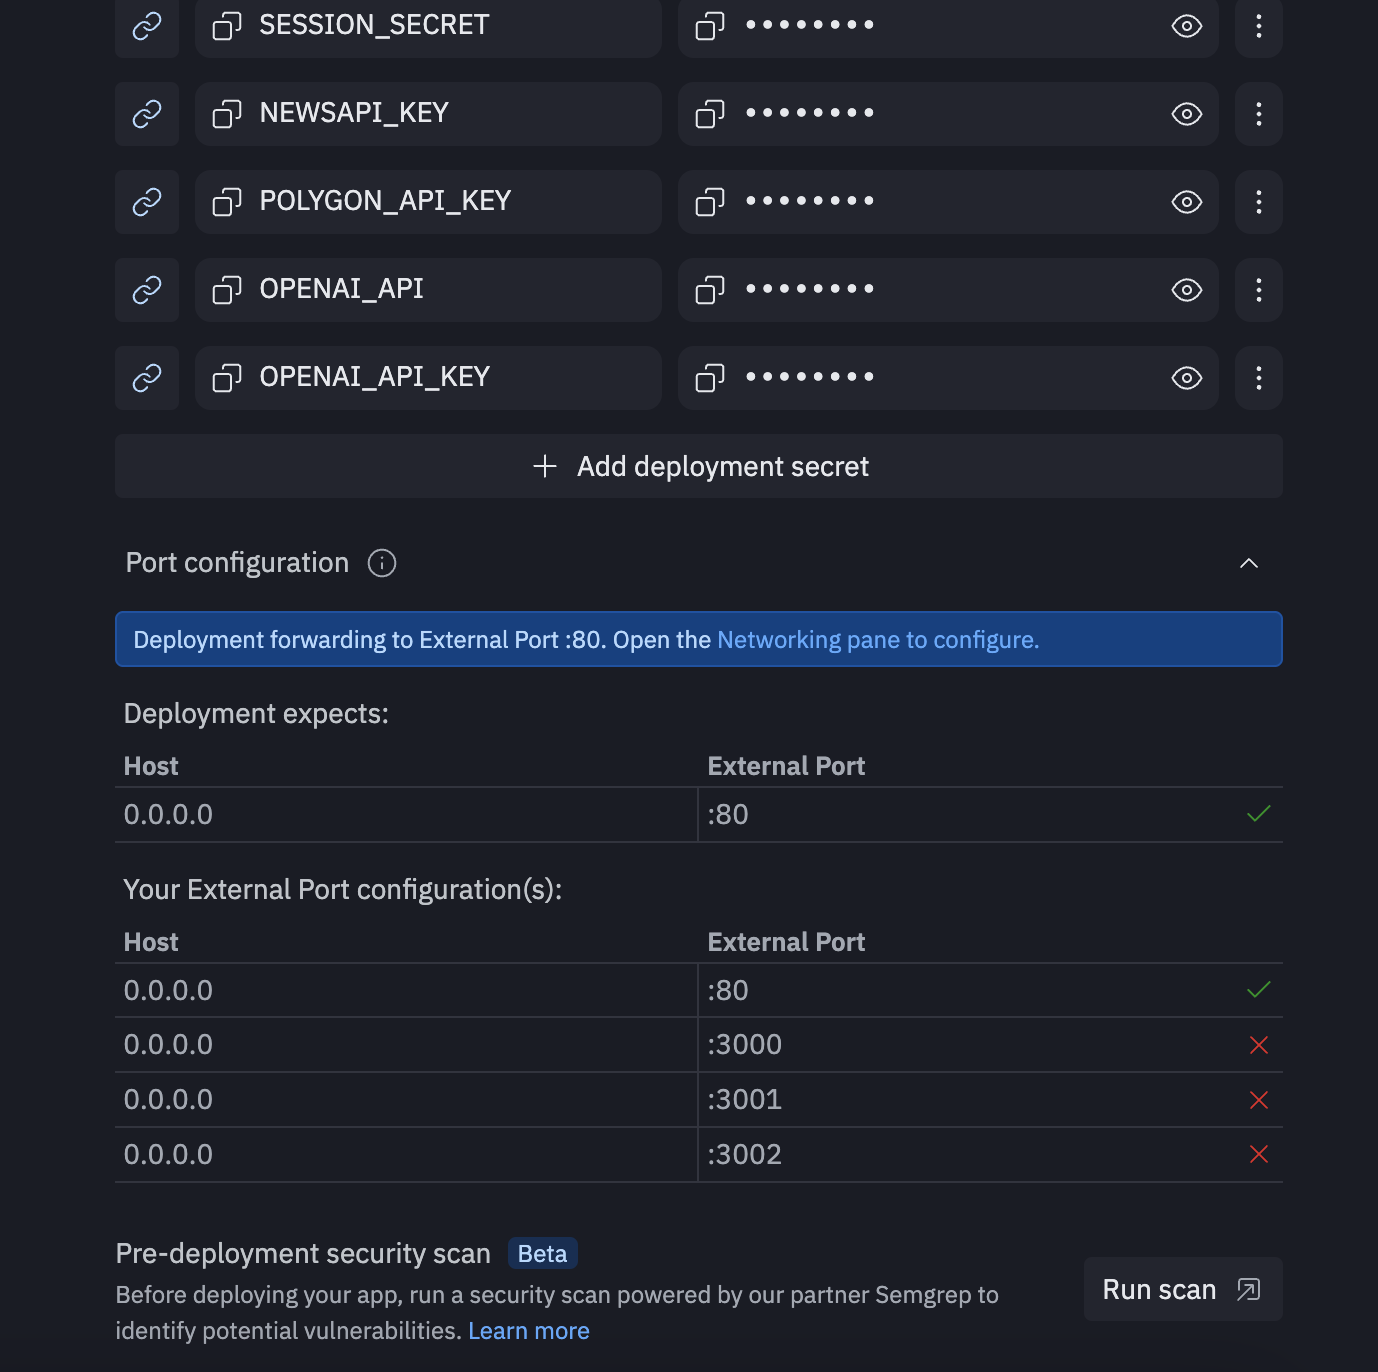 SESSION_SECRET ••••••••
NEWSAPI_KEY ••••••••
POLYGON_API_KEY ••••••••
OPENAI_API ••••••••
OPENAI_API_KEY ••••••••
+ Add deployment secret
Port configuration
Deployment forwarding to External Port :80. Open the Networking pane to configure.
Deployment expects:
Host External Port
0.0.0.0 :80
Your External Port configuration(s):
Host External Port
0.0.0.0 :80
0.0.0.0 :3000
0.0.0.0 :3001
0.0.0.0 :3002
Pre-deployment security scan Beta
Before deploying your app, run a security scan powered by our partner Semgrep to
identify potential vulnerabilities. Learn more
Run scan